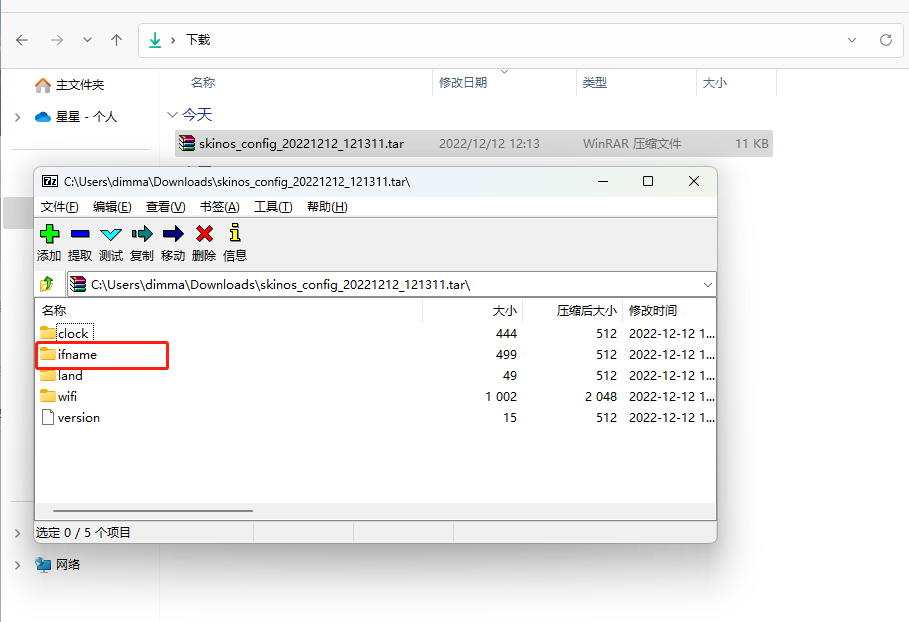 下载
主文件夹
名称
修改日期
类型
大小
星星 - 个人
今天
skinos_config_20221212_121311.tar
2022/12/12 12:13
WinRAR 压缩文件
11 KB
C:\Users\dimma\Downloads\skinos_config_20221212_121311.tar\
文件(F) 编辑(E) 查看(V) 书签(A) 工具(T) 帮助(H)
添加 提取 测试 复制 移动 删除 信息
C:\Users\dimma\Downloads\skinos_config_20221212_121311.tar\
名称 大小 压缩后大小 修改时间
clock 444 512 2022-12-12 1...
ifname 499 512 2022-12-12 1...
land 49 512 2022-12-12 1...
wifi 1 002 2 048 2022-12-12 1...
version 15 512 2022-12-12 1...
选定 0 / 5 个项目
网络